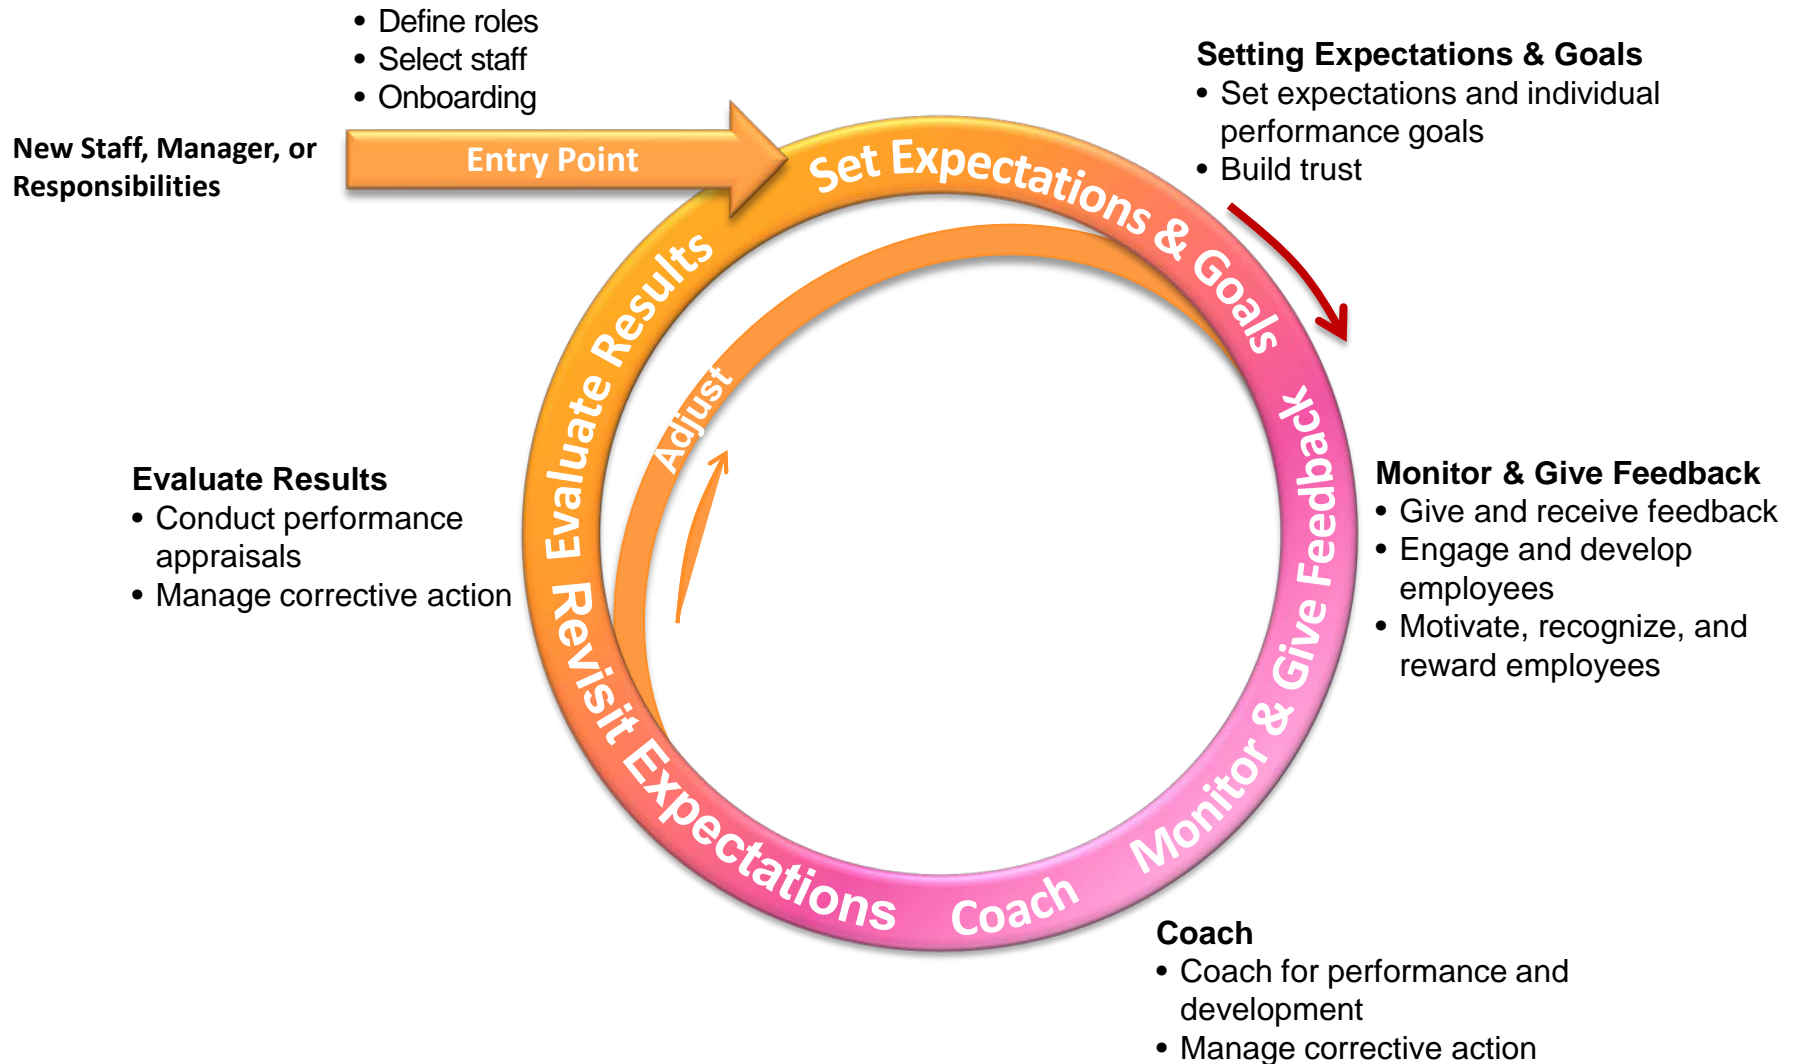 • Define roles
• Select staff
• Onboarding
New Staff, Manager, or
Responsibilities
Entry Point
Setting Expectations & Goals
• Set expectations and individual
performance goals
• Build trust
Set Expectations & Goals
Monitor & Give Feedback
Coach
Revisit Expectations
Evaluate Results
Adjust
Monitor & Give Feedback
• Give and receive feedback
• Engage and develop
employees
• Motivate, recognize, and
reward employees
Coach
• Coach for performance and
development
• Manage corrective action
Evaluate Results
• Conduct performance
appraisals
• Manage corrective action